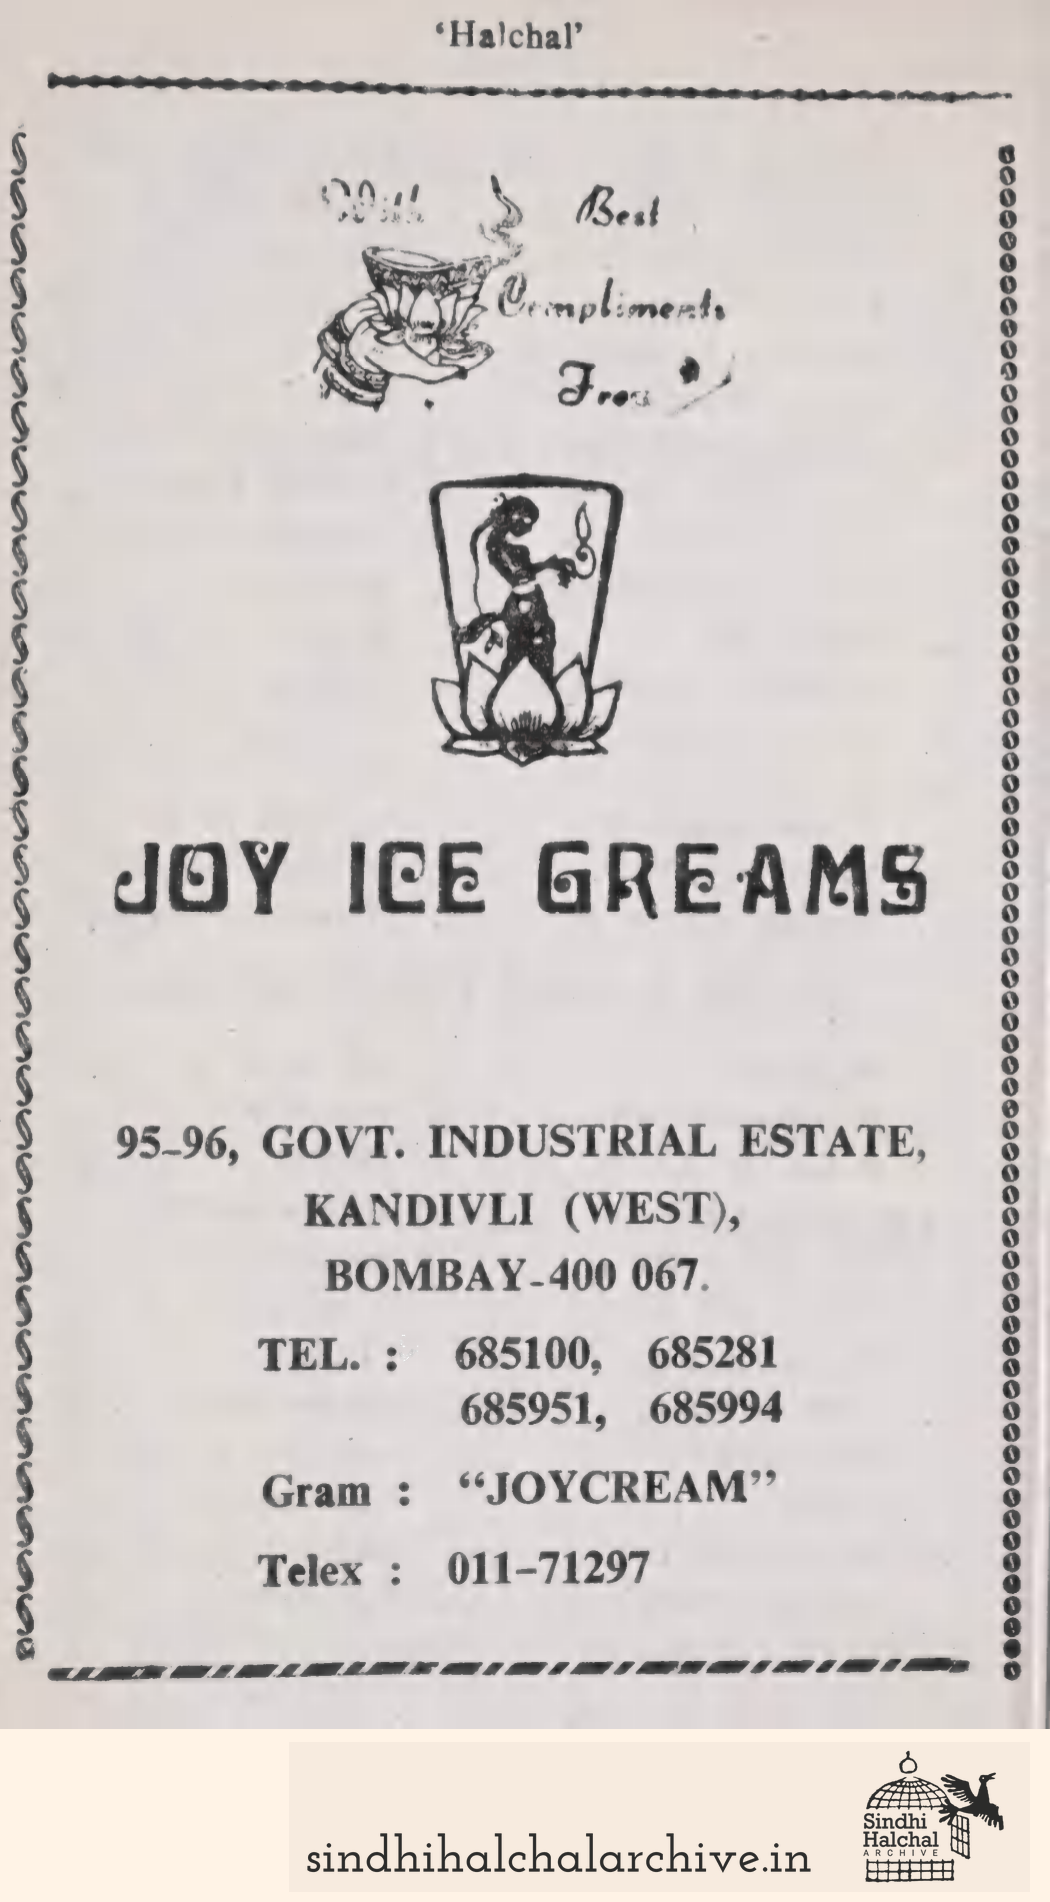 ‘Halchal’
With Best
Compliments
From
JOY ICE GREAMS
95-96, GOVT. INDUSTRIAL ESTATE,
KANDIVLI (WEST),
BOMBAY-400 067.
TEL. : 685100, 685281
685951, 685994
Gram : “JOYCREAM”
Telex : 011-71297
sindhihalchalarchive.in
Sindhi
Halchal
ARCHIVE